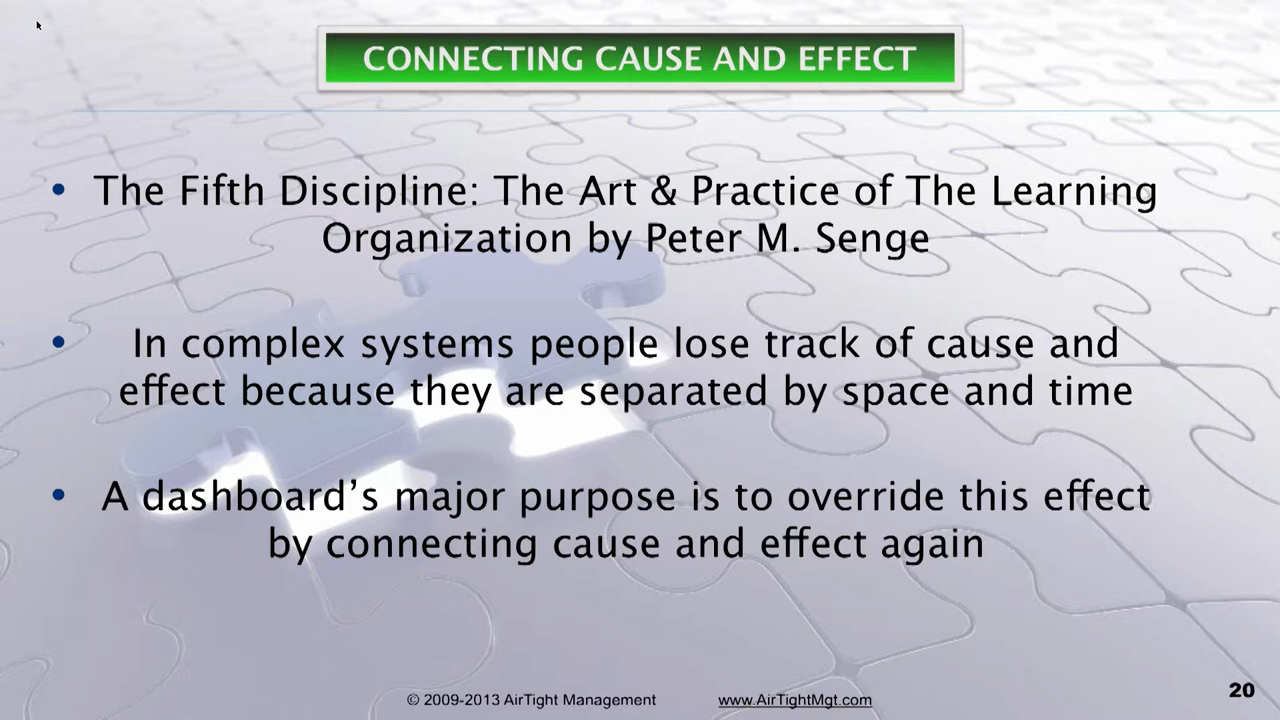 CONNECTING CAUSE AND EFFECT
• The Fifth Discipline: The Art & Practice of The Learning
Organization by Peter M. Senge
• In complex systems people lose track of cause and
effect because they are separated by space and time
• A dashboard’s major purpose is to override this effect
by connecting cause and effect again
© 2009-2013 AirTight Management www.AirTightMgt.com
20